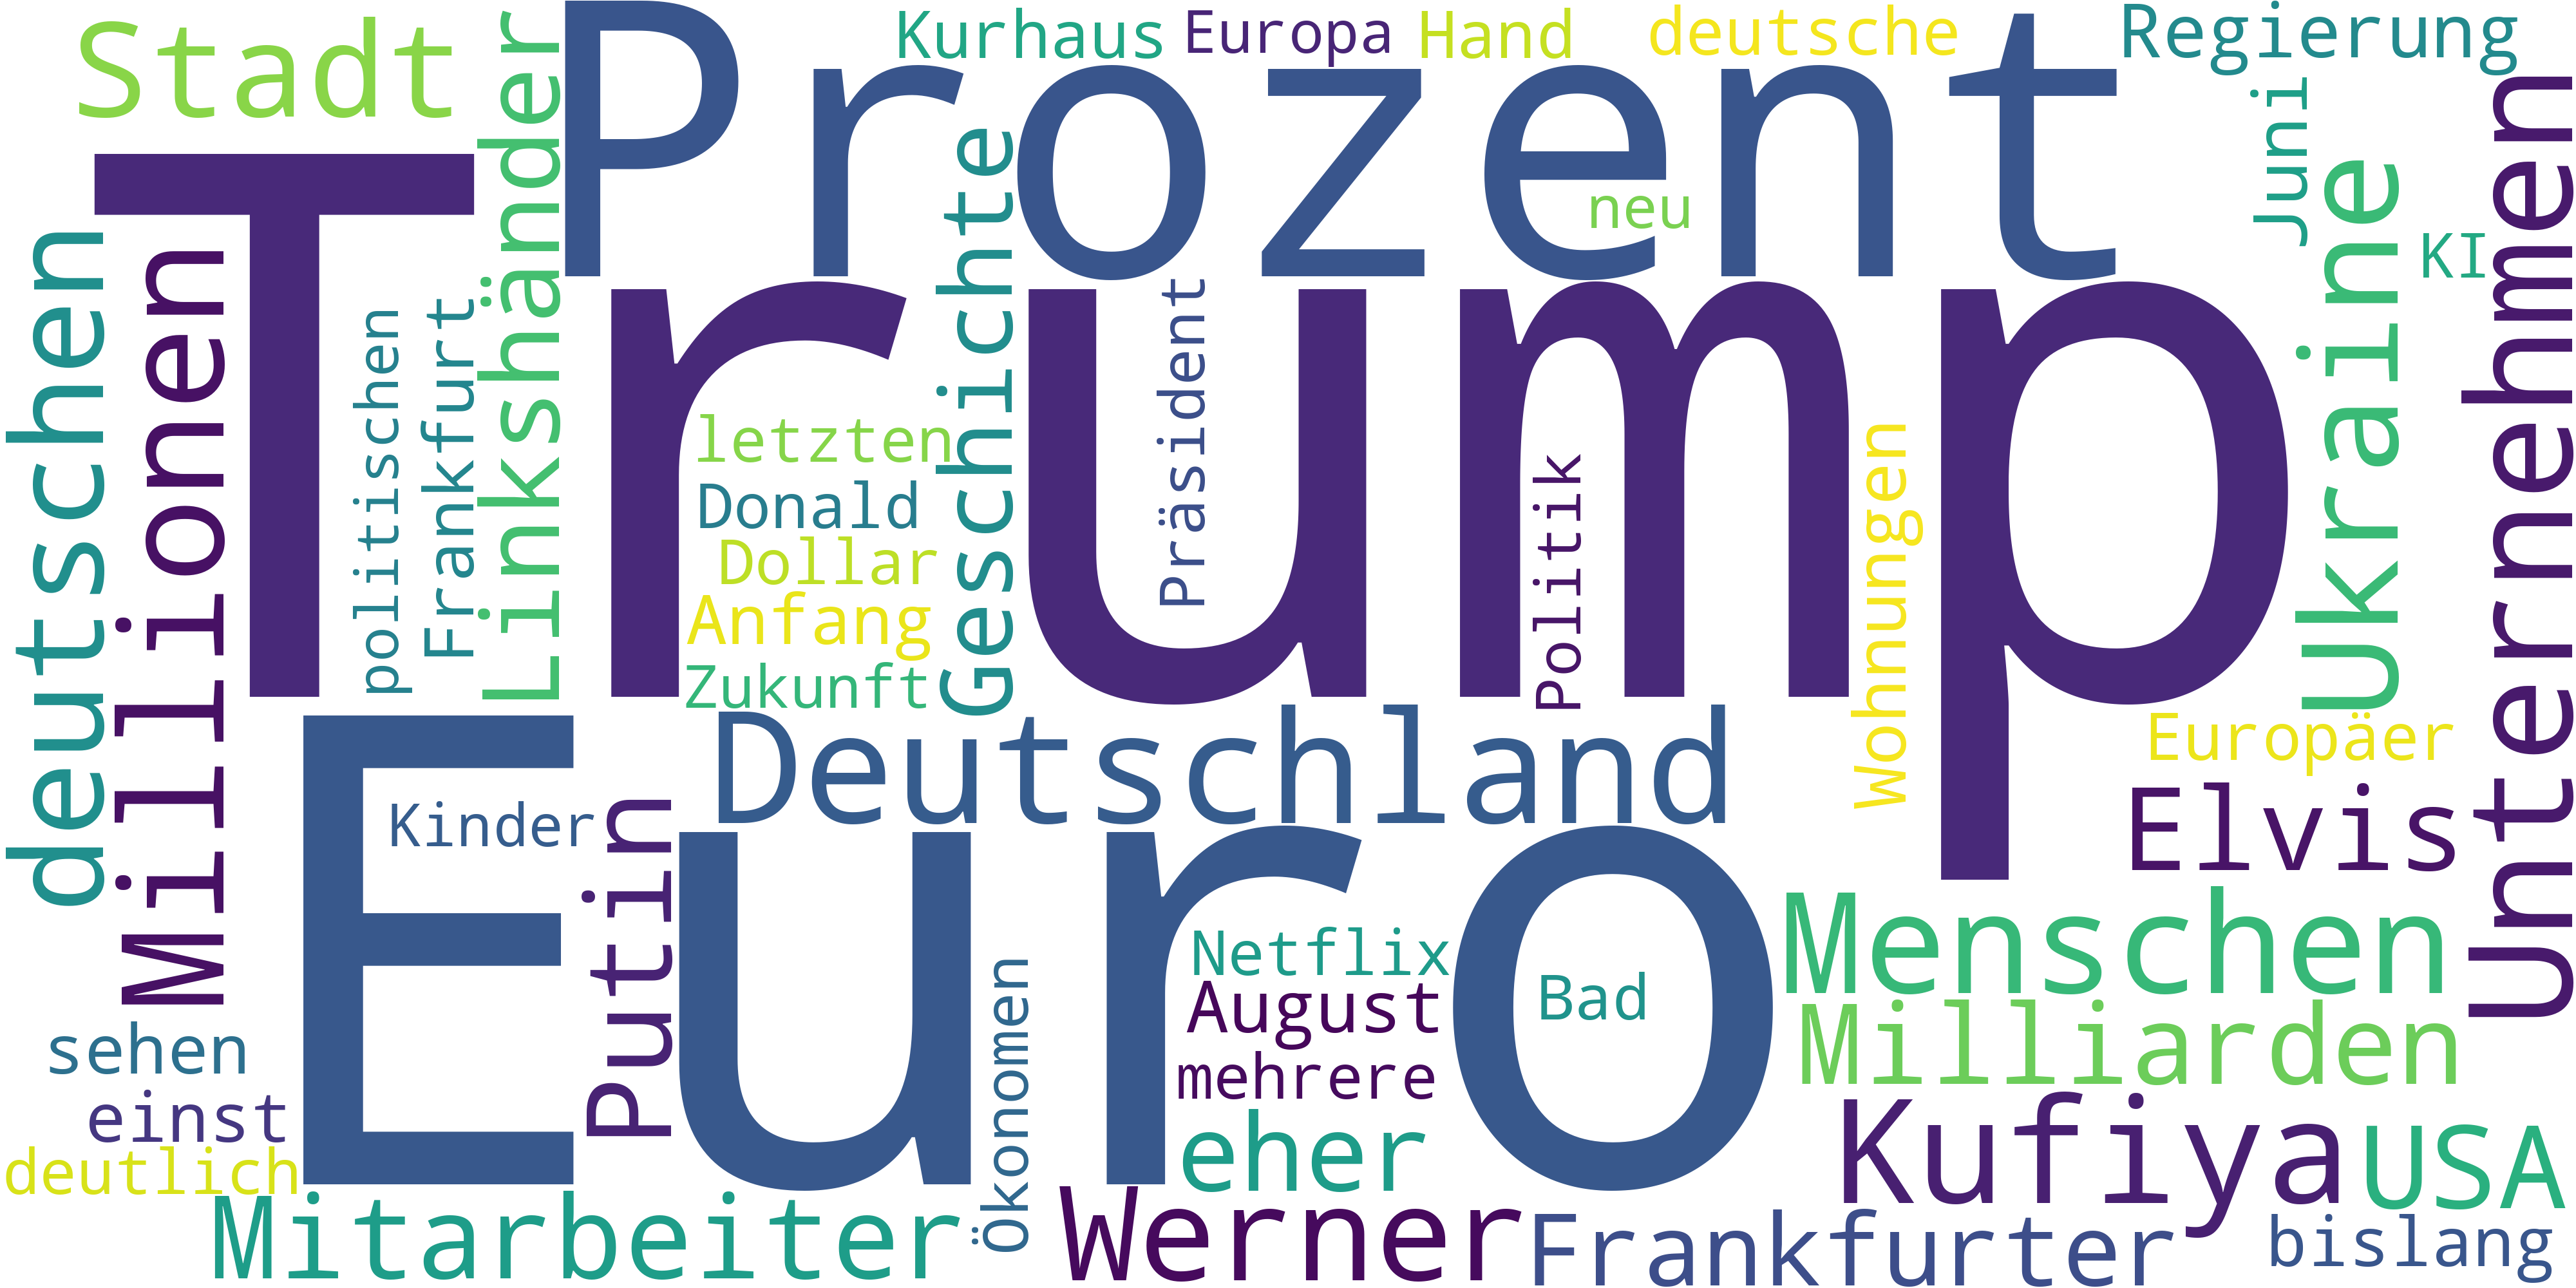 Stadt
Kurhaus
Europa
Hand
deutsche
Regierung
Prozent
Linkshänder
Juni
neu
KI
Trump
deutschen
Millionen
politischen
Frankfurt
letzten
Donald
Dollar
Anfang
Zukunft
Geschichte
Präsident
Politik
Wohnungen
Ukraine
Unternehmen
Euro
Deutschland
Europäer
Kinder
Putin
Elvis
Menschen
Netflix
August
Bad
mehrere
Milliarden
sehen
einst
deutlich
Ökonomen
eher
Kufiya
USA
Mitarbeiter
Werner
Frankfurter
bislang